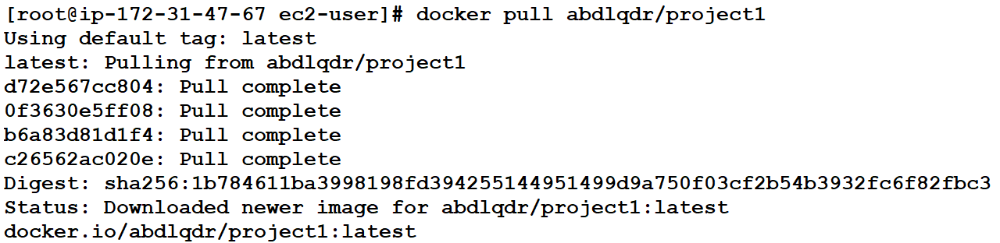 [root@ip-172-31-47-67 ec2-user]# docker pull abdlqdr/project1
Using default tag: latest
latest: Pulling from abdlqdr/project1
d72e567cc804: Pull complete
0f3630e5ff08: Pull complete
b6a83d81d1f4: Pull complete
c26562ac020e: Pull complete
Digest: sha256:1b784611ba3998198fd394255144951499d9a750f03cf2b54b3932fc6f82fbc3
Status: Downloaded newer image for abdlqdr/project1:latest
docker.io/abdlqdr/project1:latest